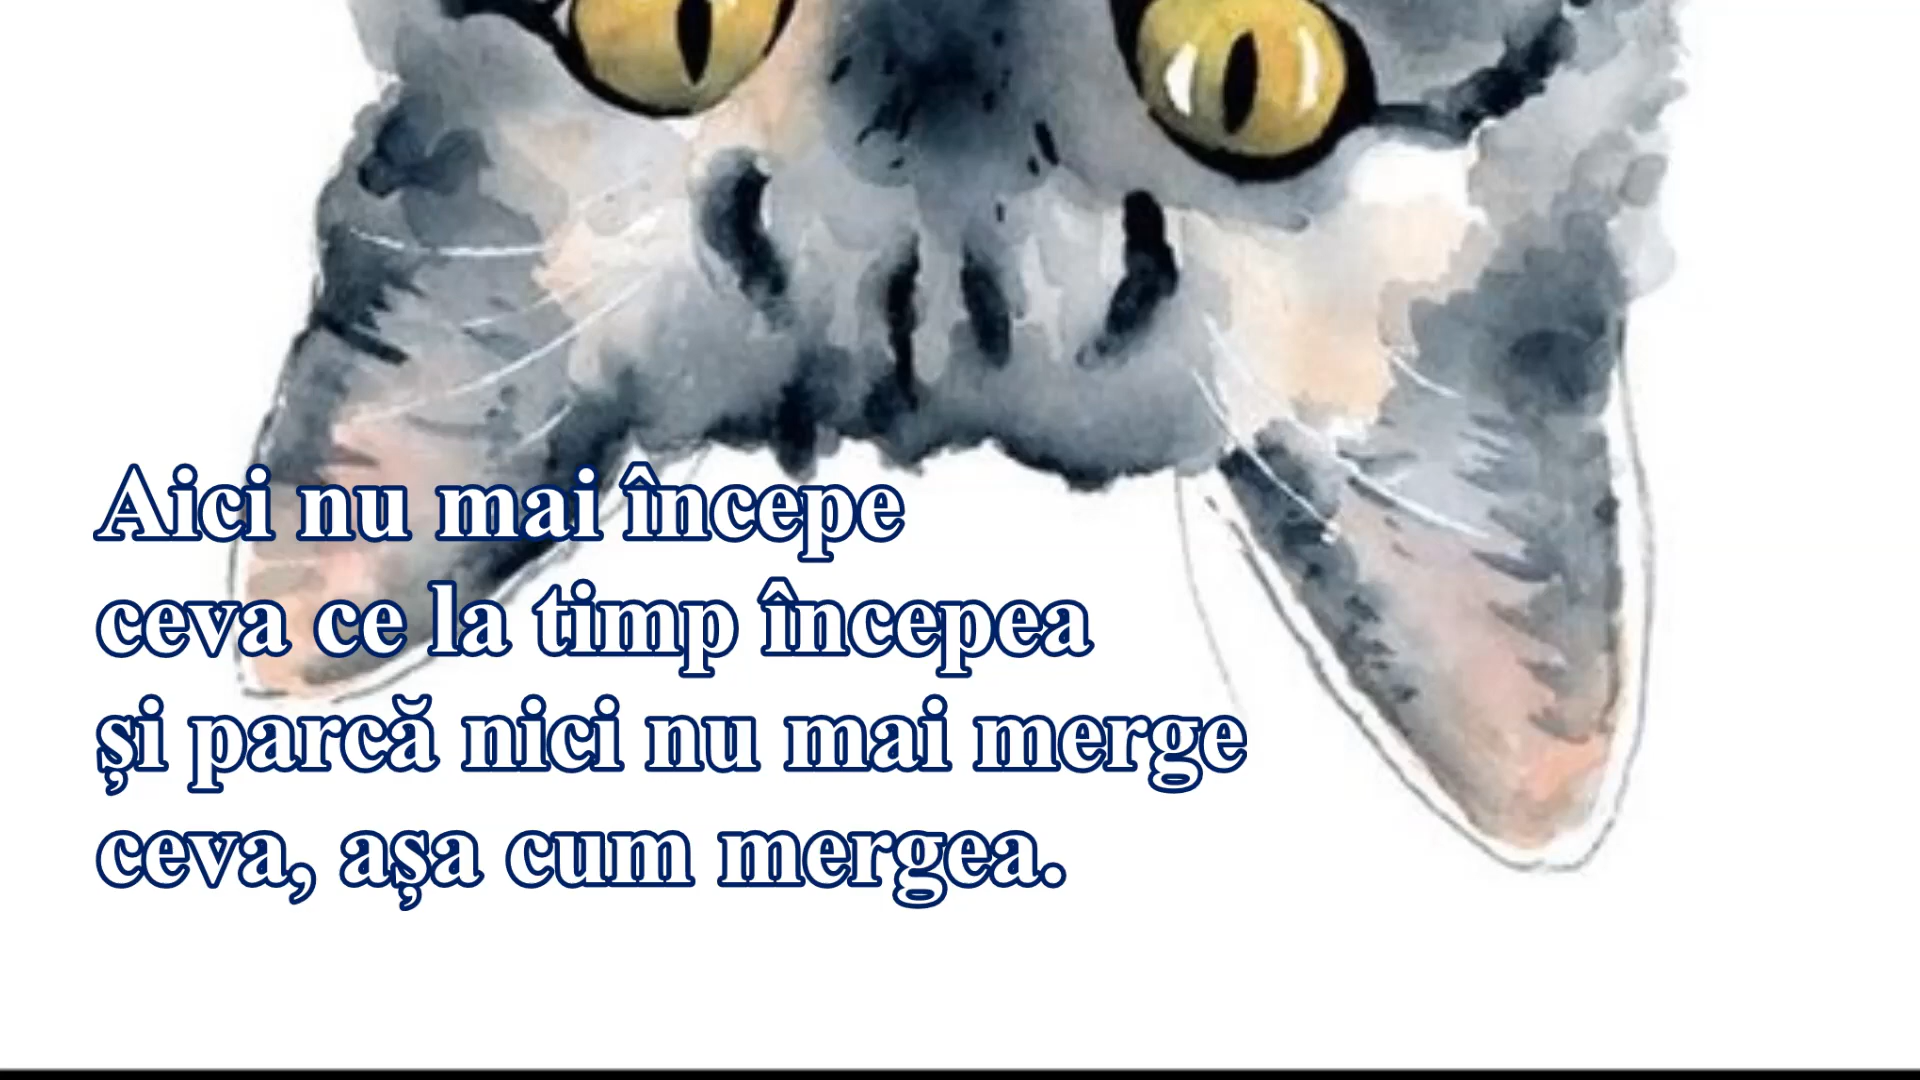 Aici nu mai începe
ceva ce la timp începea
și parcă nici nu mai merge
ceva, așa cum mergea.